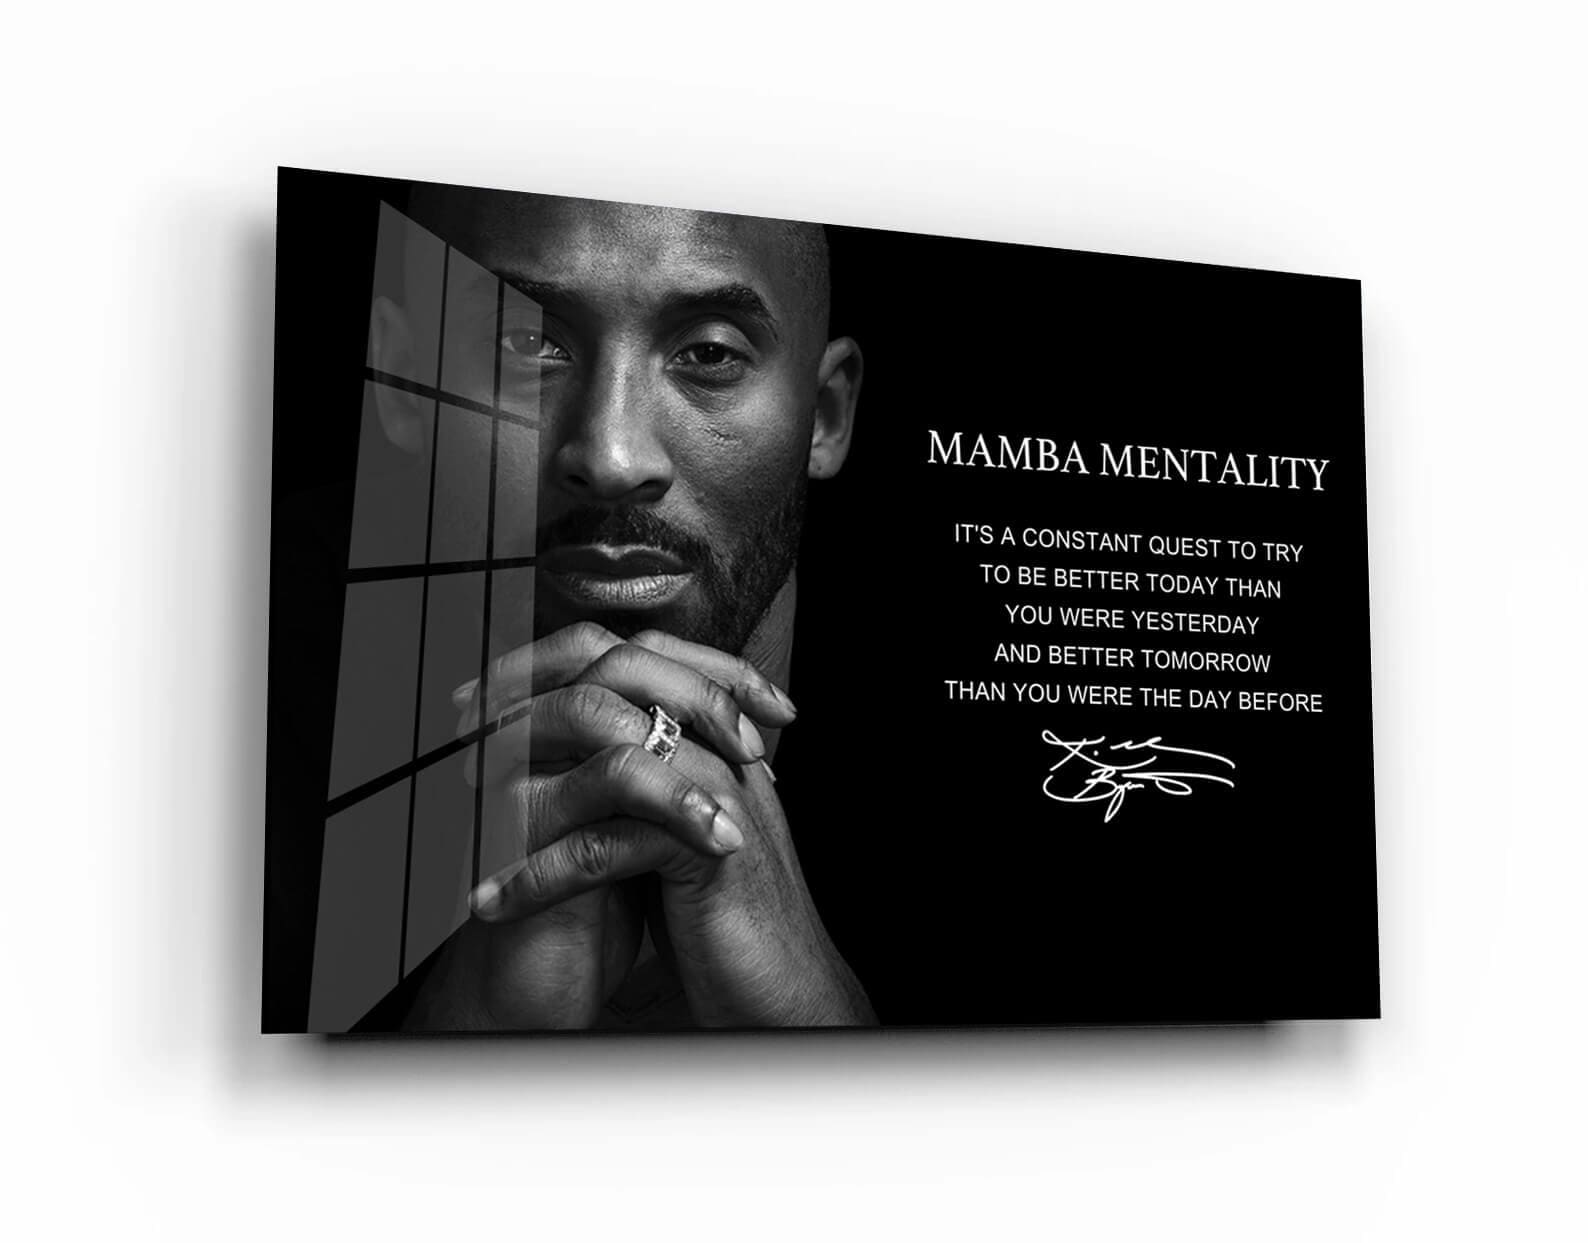 MAMBA MENTALITY
IT'S A CONSTANT QUEST TO TRY
TO BE BETTER TODAY THAN
YOU WERE YESTERDAY
AND BETTER TOMORROW
THAN YOU WERE THE DAY BEFORE